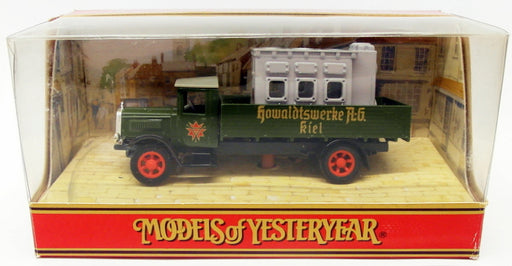 Howaldtswerke A.G.
Kiel
MODELS of YESTERYEAR®